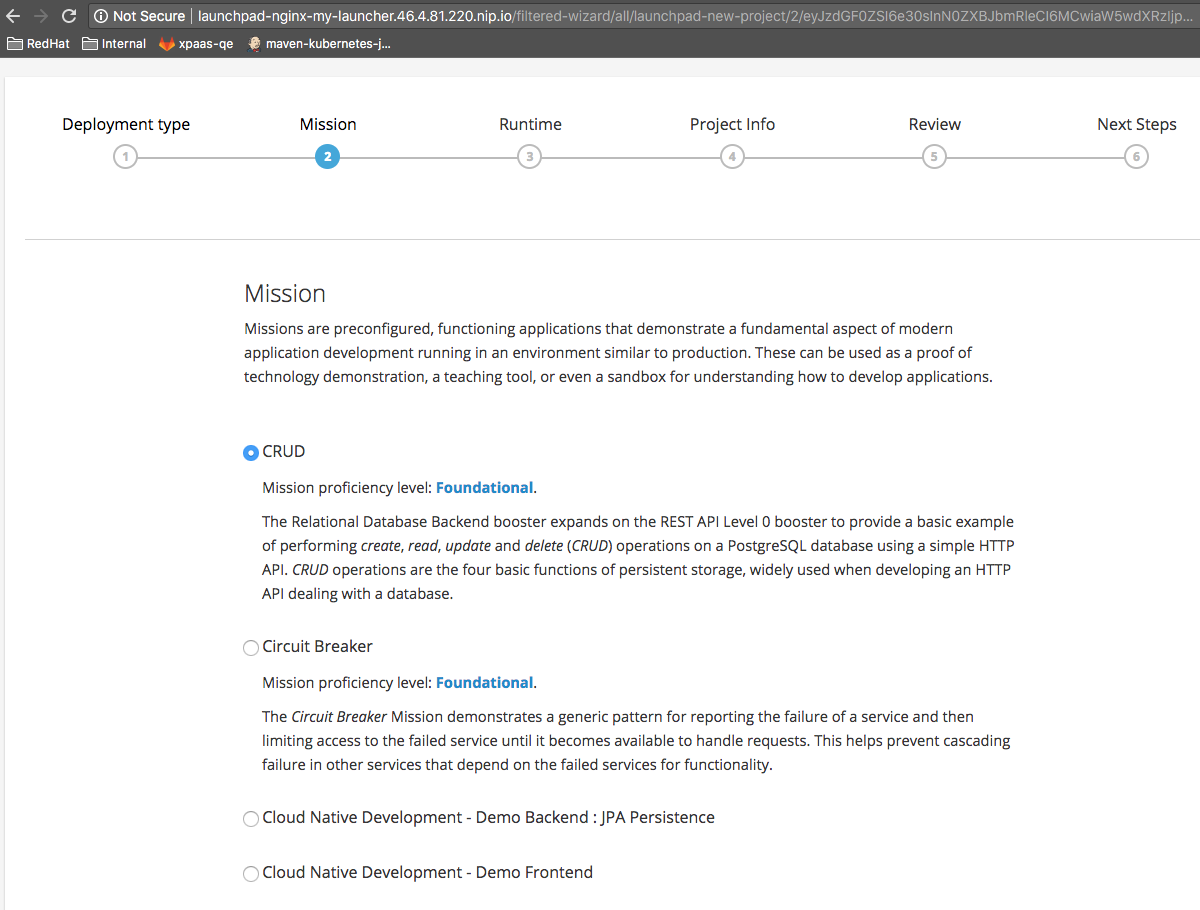 Not Secure | launchpad-nginx-my-launcher.46.4.81.220.nip.io/filtered-wizard/all/launchpad-new-project/2/eyJzdGF0ZSI6e30sInN0ZXBJbmRleCI6MCwiaW5wdXRzIjp...
RedHat Internal xpaas-qe maven-kubernetes-j...
Deployment type Mission Runtime Project Info Review Next Steps
1 2 3 4 5 6
Mission
Missions are preconfigured, functioning applications that demonstrate a fundamental aspect of modern
application development running in an environment similar to production. These can be used as a proof of
technology demonstration, a teaching tool, or even a sandbox for understanding how to develop applications.
CRUD
Mission proficiency level: Foundational.
The Relational Database Backend booster expands on the REST API Level 0 booster to provide a basic example
of performing create, read, update and delete (CRUD) operations on a PostgreSQL database using a simple HTTP
API. CRUD operations are the four basic functions of persistent storage, widely used when developing an HTTP
API dealing with a database.
Circuit Breaker
Mission proficiency level: Foundational.
The Circuit Breaker Mission demonstrates a generic pattern for reporting the failure of a service and then
limiting access to the failed service until it becomes available to handle requests. This helps prevent cascading
failure in other services that depend on the failed services for functionality.
Cloud Native Development - Demo Backend : JPA Persistence
Cloud Native Development - Demo Frontend